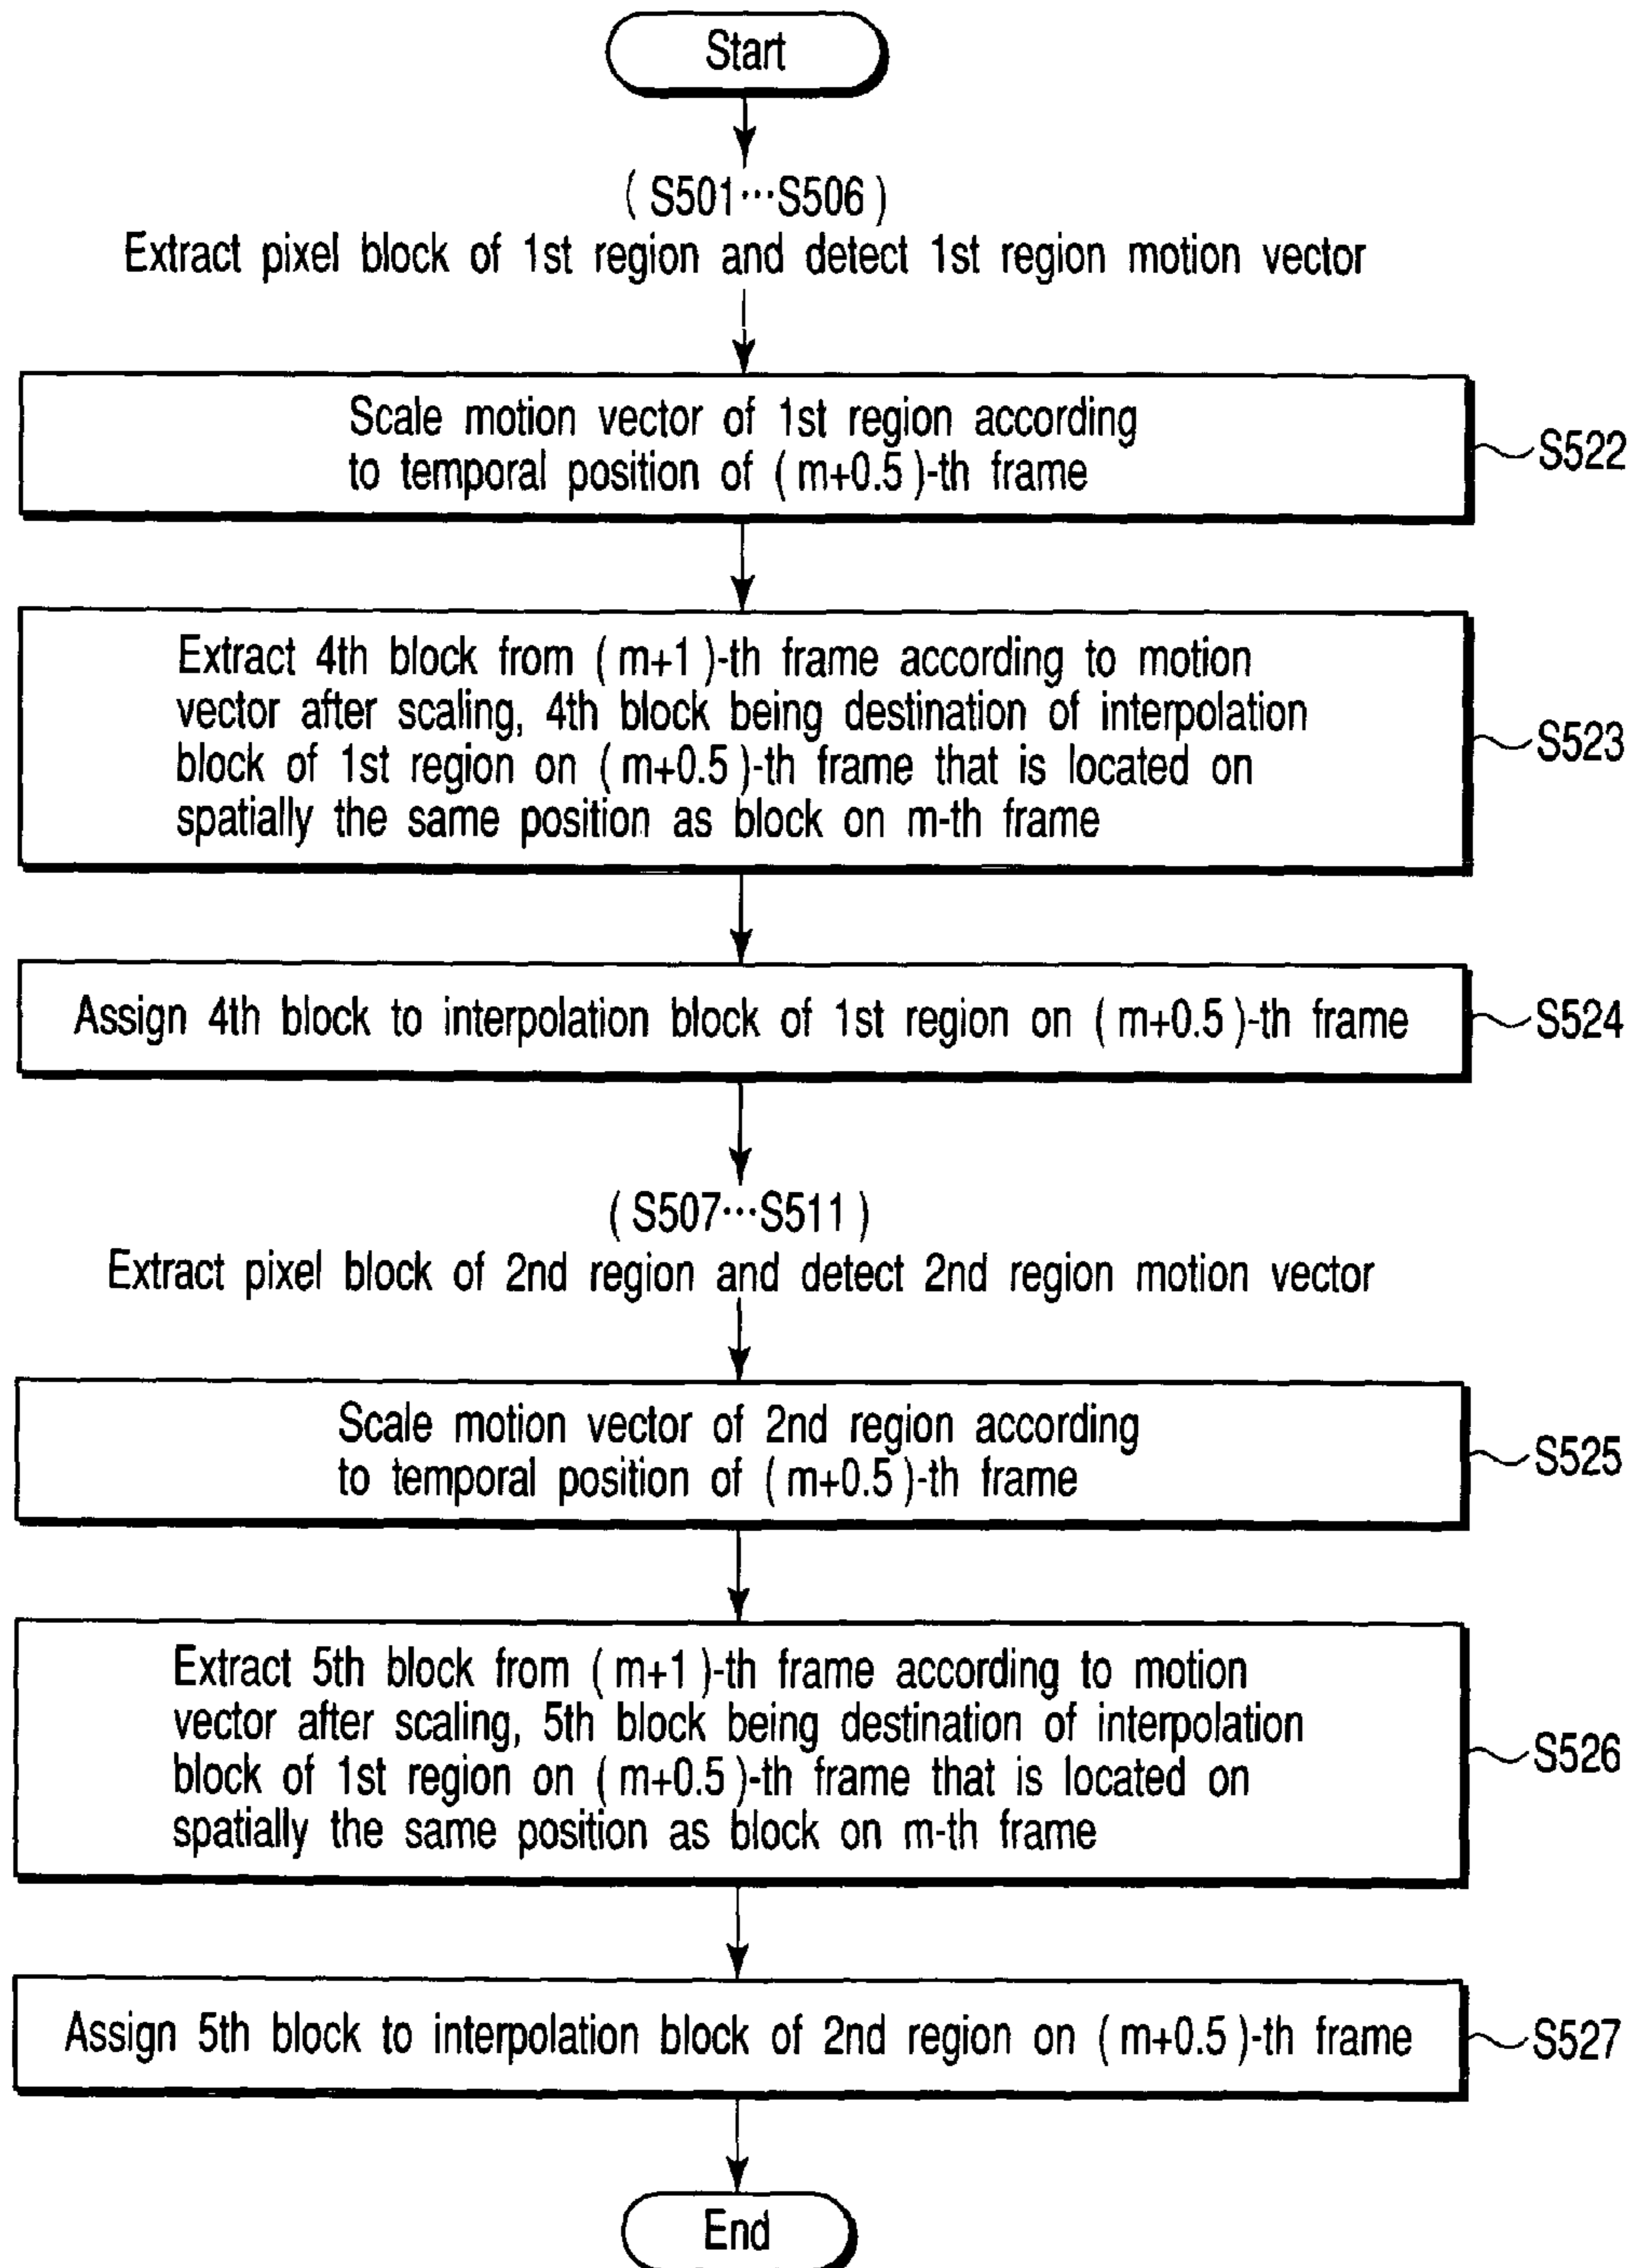 Start
( S501···S506 )
Extract pixel block of 1st region and detect 1st region motion vector
Scale motion vector of 1st region according
to temporal position of ( m+0.5 )-th frame
S522
Extract 4th block from ( m+1 )-th frame according to motion
vector after scaling, 4th block being destination of interpolation
block of 1st region on ( m+0.5 )-th frame that is located on
spatially the same position as block on m-th frame
S523
Assign 4th block to interpolation block of 1st region on ( m+0.5 )-th frame
S524
( S507···S511 )
Extract pixel block of 2nd region and detect 2nd region motion vector
Scale motion vector of 2nd region according
to temporal position of ( m+0.5 )-th frame
S525
Extract 5th block from ( m+1 )-th frame according to motion
vector after scaling, 5th block being destination of interpolation
block of 1st region on ( m+0.5 )-th frame that is located on
spatially the same position as block on m-th frame
S526
Assign 5th block to interpolation block of 2nd region on ( m+0.5 )-th frame
S527
End